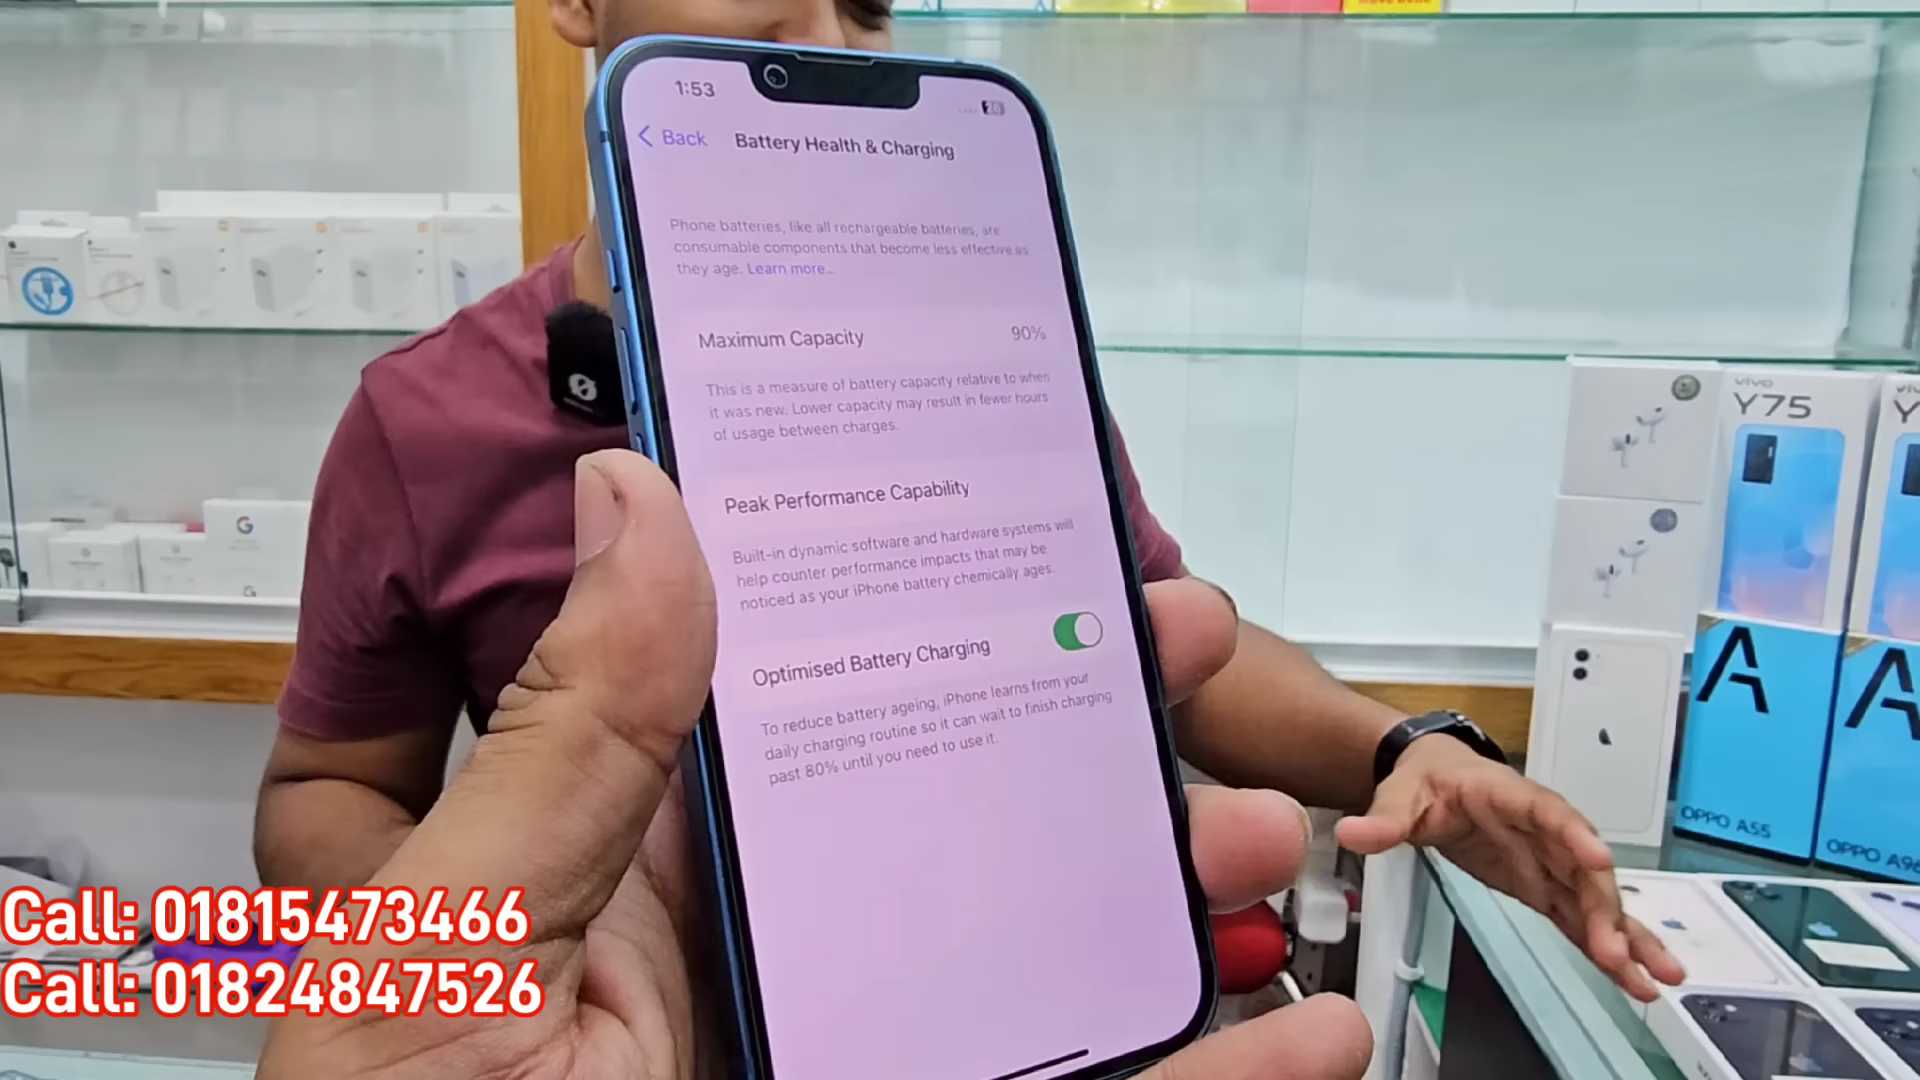 1:53
20
Back
Battery Health & Charging
Phone batteries, like all rechargeable batteries, are
consumable components that become less effective as
they age. Learn more...
Maximum Capacity 90%
This is a measure of battery capacity relative to when
it was new. Lower capacity may result in fewer hours
of usage between charges.
Peak Performance Capability
Built-in dynamic software and hardware systems will
help counter performance impacts that may be
noticed as your iPhone battery chemically ages.
Optimised Battery Charging
To reduce battery ageing, iPhone learns from your
daily charging routine so it can wait to finish charging
past 80% until you need to use it.
vivo
Y75
Y
A
A
OPPO A55
OPPO A96
G
Call: 01815473466
Call: 01824847526